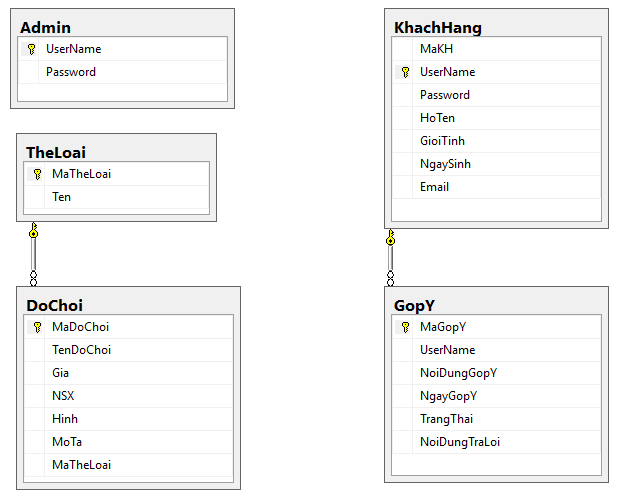 Admin
UserName
Password
TheLoai
MaTheLoai
Ten
DoChoi
MaDoChoi
TenDoChoi
Gia
NSX
Hinh
MoTa
MaTheLoai
KhachHang
MaKH
UserName
Password
HoTen
GioiTinh
NgaySinh
Email
GopY
MaGopY
UserName
NoiDungGopY
NgayGopY
TrangThai
NoiDungTraLoi